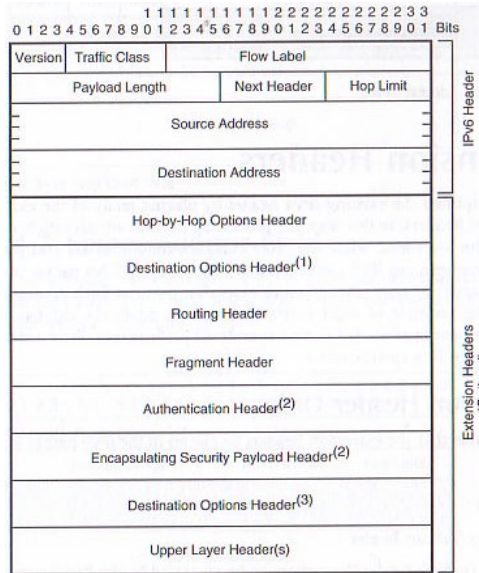 1 1 1 1 1 1 1 1 1 1 2 2 2 2 2 2 2 2 2 2 3 3
0 1 2 3 4 5 6 7 8 9 0 1 2 3 4 5 6 7 8 9 0 1 2 3 4 5 6 7 8 9 0 1 Bits
Version Traffic Class Flow Label
Payload Length Next Header Hop Limit
Source Address
Destination Address
IPv6 Header
Hop-by-Hop Options Header
Destination Options Header(1)
Routing Header
Fragment Header
Authentication Header(2)
Encapsulating Security Payload Header(2)
Destination Options Header(3)
Upper Layer Header(s)
Extension Headers